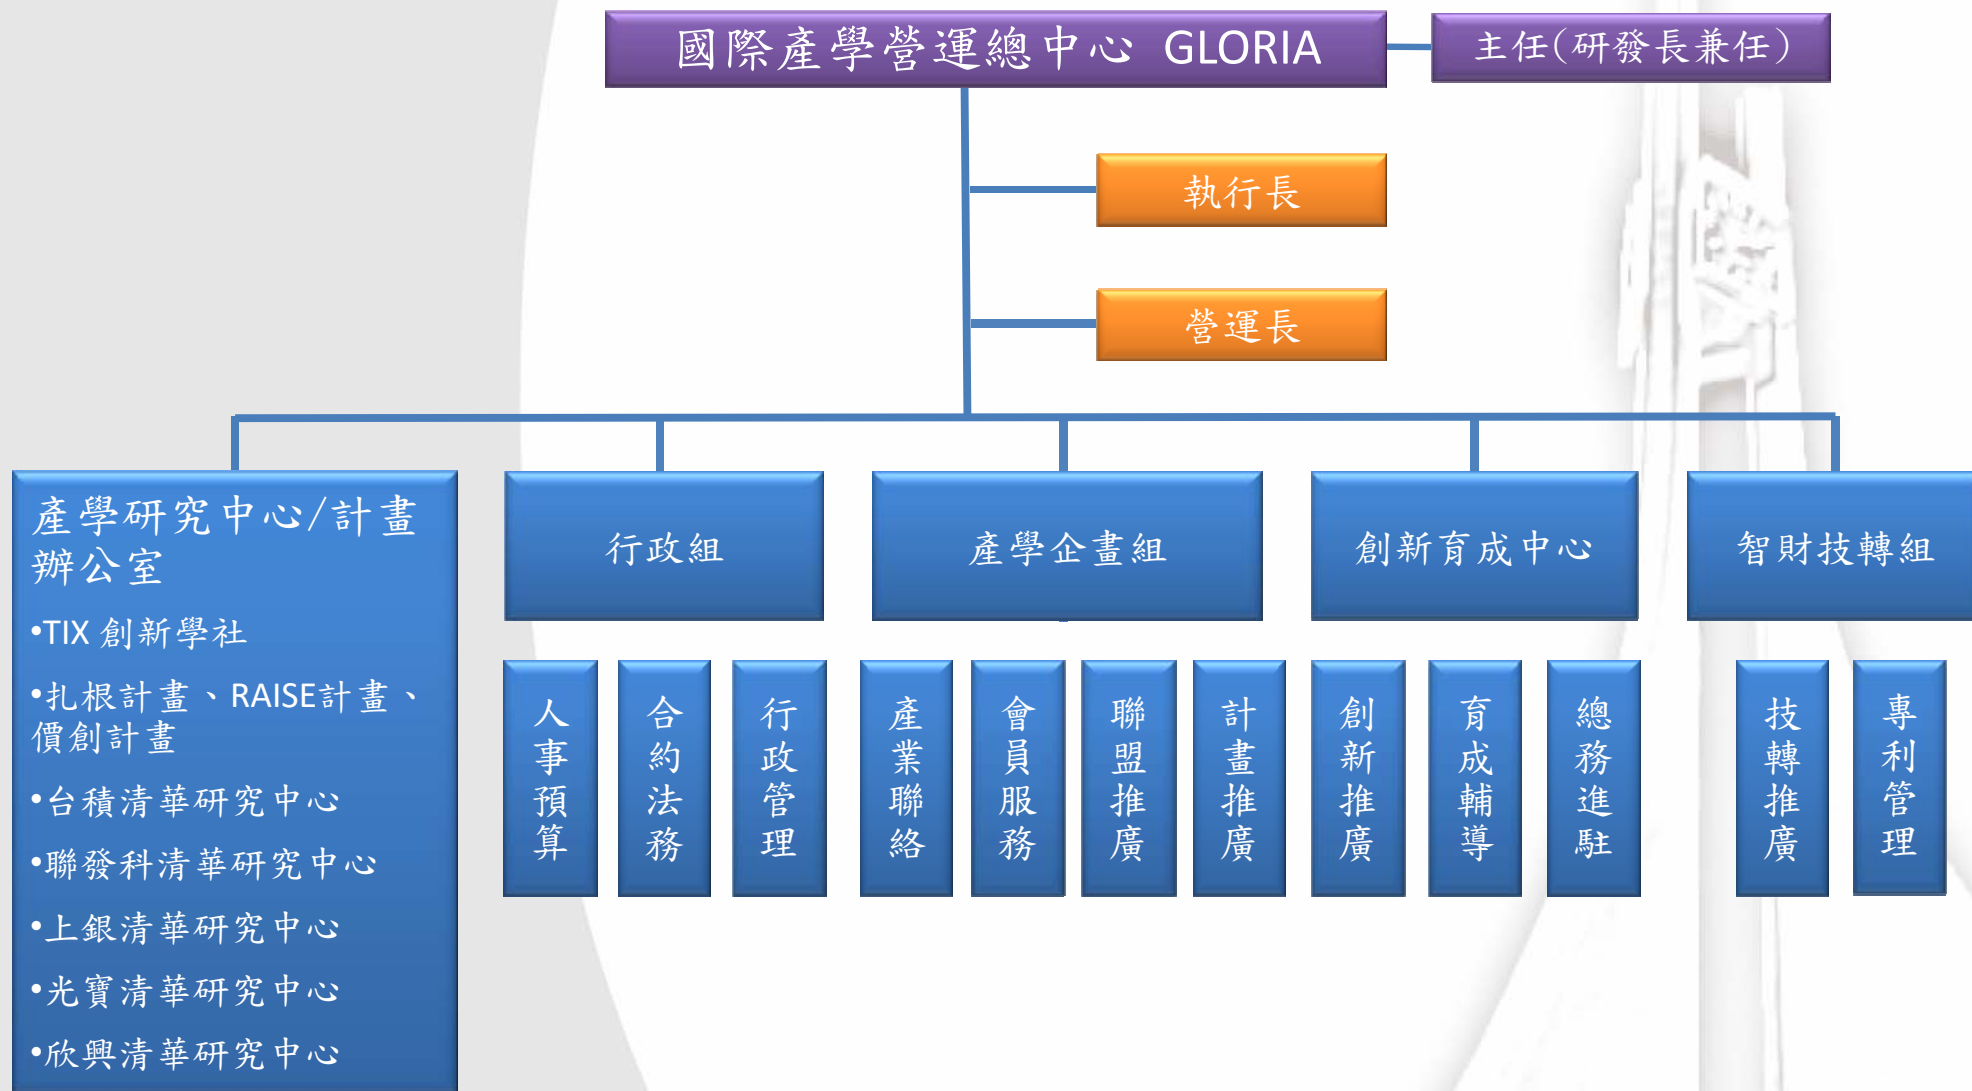 國際產學營運總中心 GLORIA
主任(研發長兼任)
執行長
營運長
產學研究中心/計畫
辦公室
•TIX 創新學社
•扎根計畫、RAISE計畫、
價創計畫
•台積清華研究中心
•聯發科清華研究中心
•上銀清華研究中心
•光寶清華研究中心
•欣興清華研究中心
行政組
產學企畫組
創新育成中心
智財技轉組
人事預算
合約法務
行政管理
產業聯絡
會員服務
聯盟推廣
計畫推廣
創新推廣
育成輔導
總務進駐
技轉推廣
專利管理